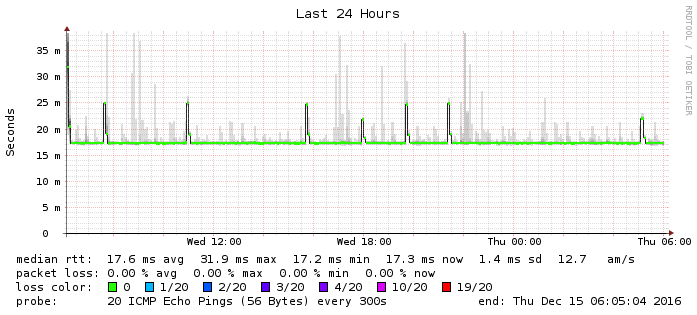 Last 24 Hours
RRDTOOL / TOBI OETIKER
Seconds
35 m
30 m
25 m
20 m
15 m
10 m
5 m
0
Wed 12:00 Wed 18:00 Thu 00:00 Thu 06:00
median rtt: 17.6 ms avg 31.9 ms max 17.2 ms min 17.3 ms now 1.4 ms sd 12.7 am/s
packet loss: 0.00 % avg 0.00 % max 0.00 % min 0.00 % now
loss color: 0 1/20 2/20 3/20 4/20 10/20 19/20
probe: 20 ICMP Echo Pings (56 Bytes) every 300s end: Thu Dec 15 06:05:04 2016